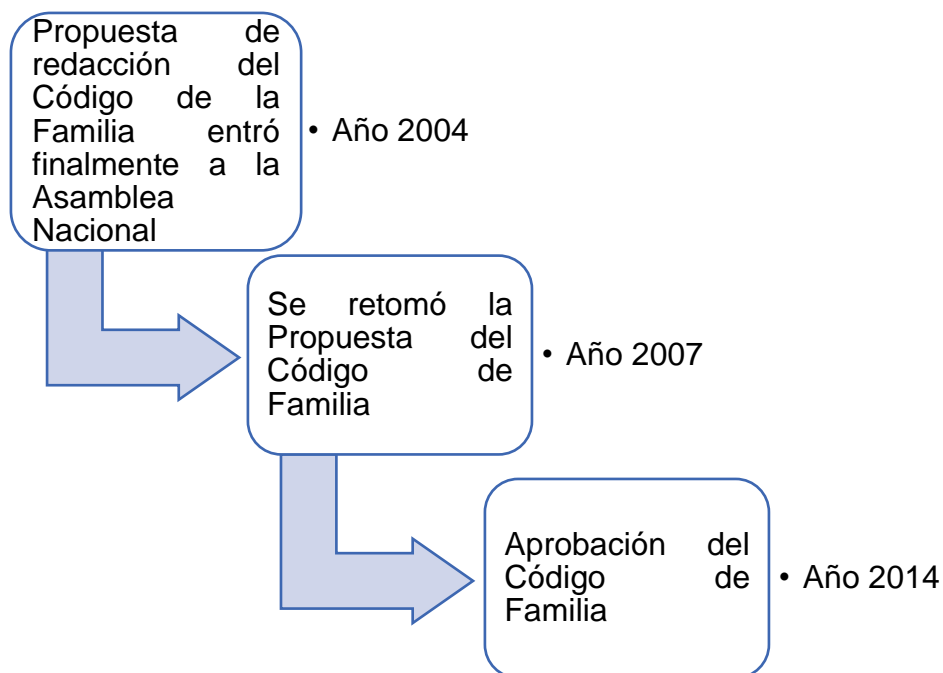 Propuesta de
redacción del
Código de la
Familia entró
finalmente a la
Asamblea
Nacional
• Año 2004
Se retomó la
Propuesta del
Código de
Familia
• Año 2007
Aprobación del
Código de
Familia
• Año 2014